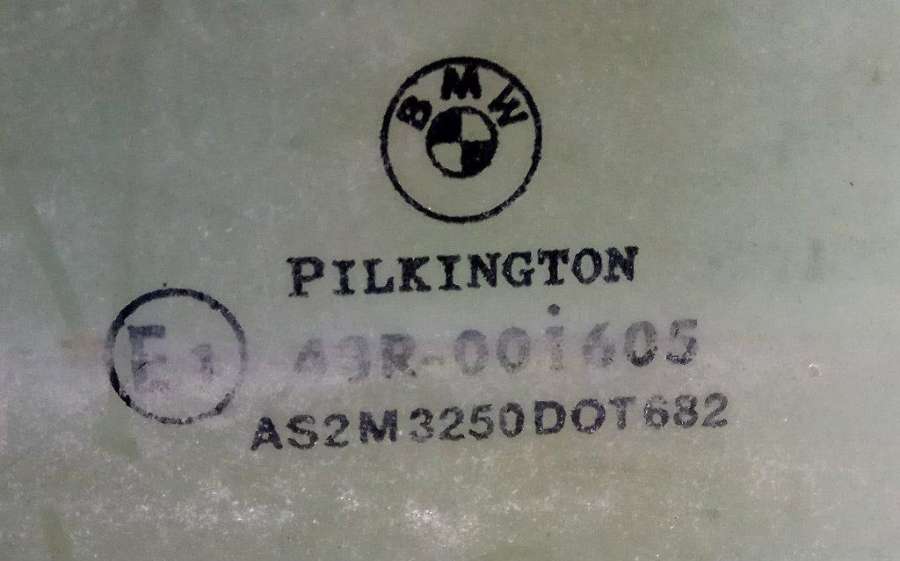 BMW
PILKINGTON
E1 43R-001605
AS2M3250DOT682